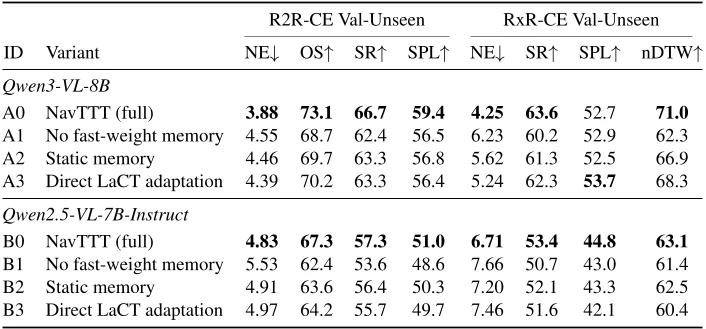 R2R-CE Val-Unseen RxR-CE Val-Unseen
ID Variant NE↓ OS↑ SR↑ SPL↑ NE↓ SR↑ SPL↑ nDTW↑
Qwen3-VL-8B
A0 NavTTT (full) 3.88 73.1 66.7 59.4 4.25 63.6 52.7 71.0
A1 No fast-weight memory 4.55 68.7 62.4 56.5 6.23 60.2 52.9 62.3
A2 Static memory 4.46 69.7 63.3 56.8 5.62 61.3 52.5 66.9
A3 Direct LaCT adaptation 4.39 70.2 63.3 56.4 5.24 62.3 53.7 68.3
Qwen2.5-VL-7B-Instruct
B0 NavTTT (full) 4.83 67.3 57.3 51.0 6.71 53.4 44.8 63.1
B1 No fast-weight memory 5.53 62.4 53.6 48.6 7.66 50.7 43.0 61.4
B2 Static memory 4.91 63.6 56.4 50.3 7.20 52.1 43.3 62.5
B3 Direct LaCT adaptation 4.97 64.2 55.7 49.7 7.46 51.6 42.1 60.4